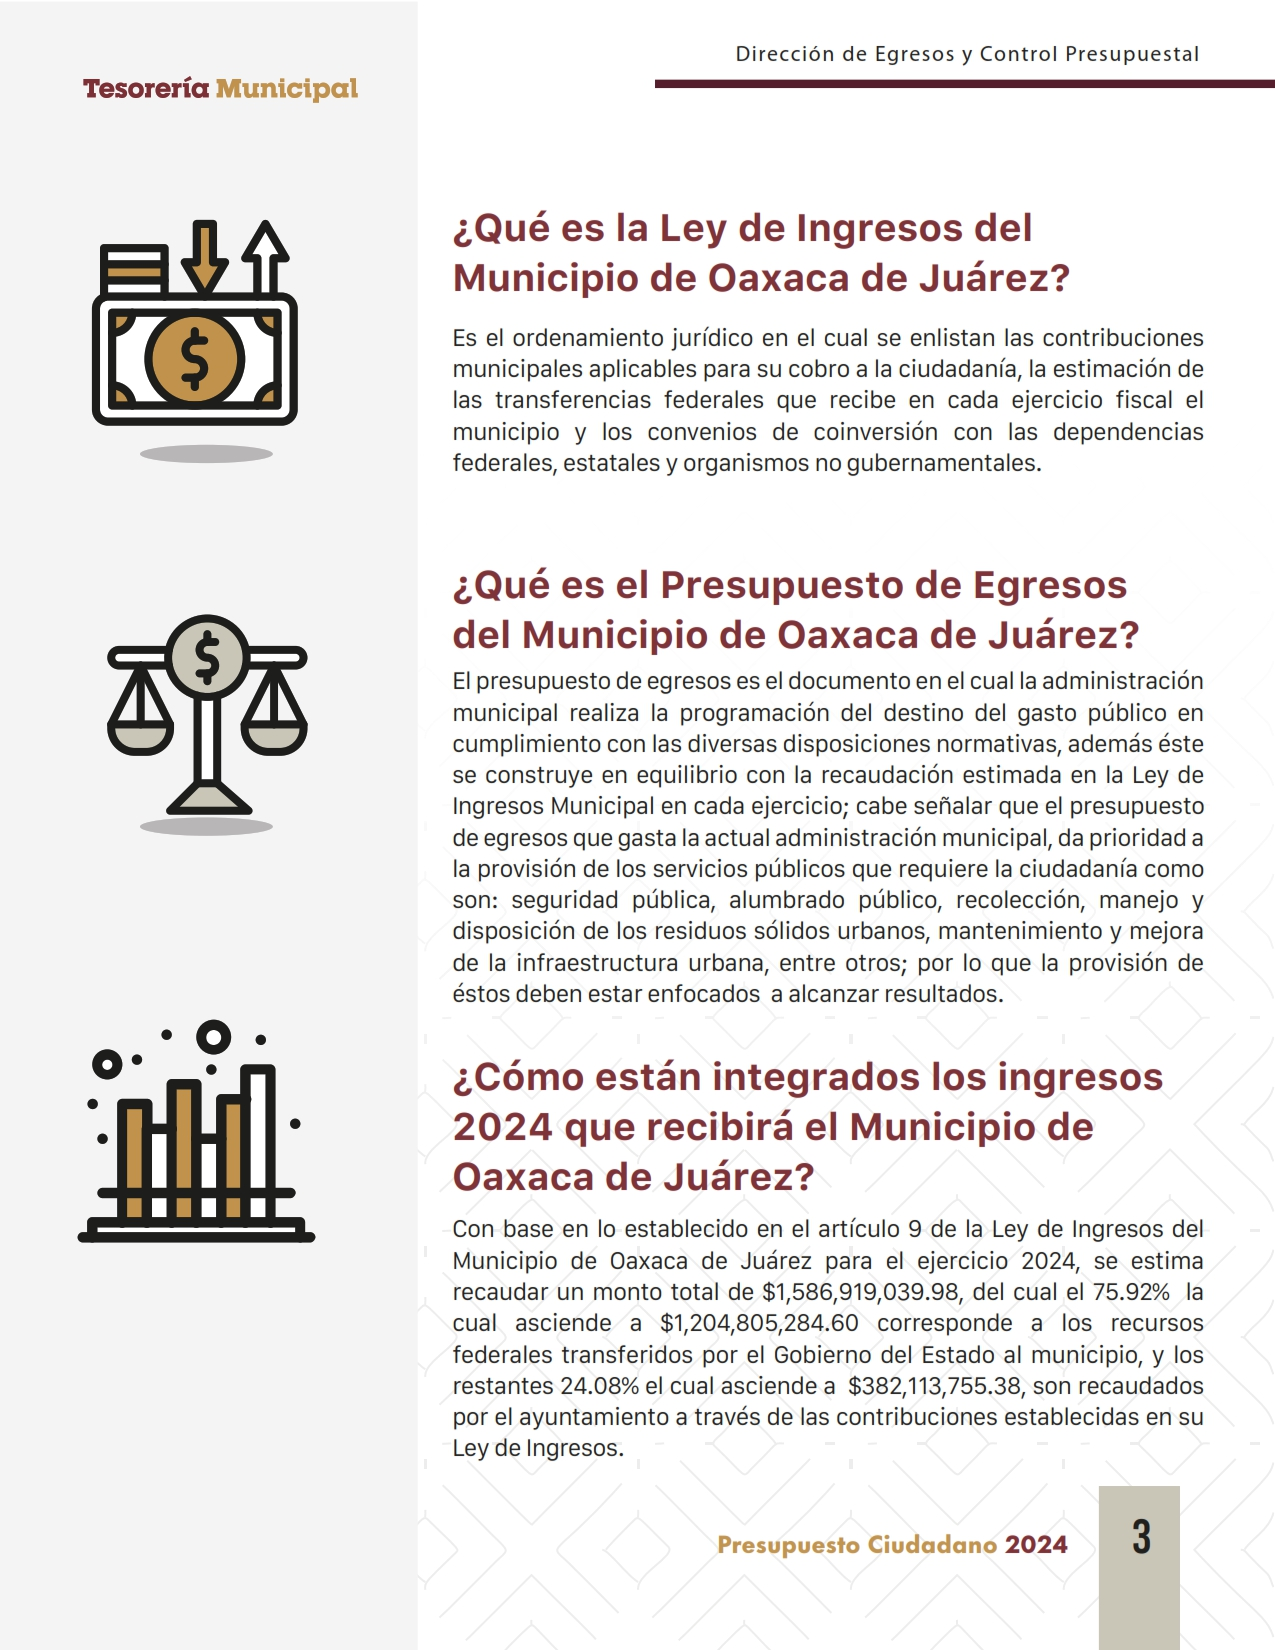 Dirección de Egresos y Control Presupuestal
Tesorería Municipal
¿Qué es la Ley de Ingresos del
Municipio de Oaxaca de Juárez?
Es el ordenamiento jurídico en el cual se enlistan las contribuciones
municipales aplicables para su cobro a la ciudadanía, la estimación de
las transferencias federales que recibe en cada ejercicio fiscal el
municipio y los convenios de coinversión con las dependencias
federales, estatales y organismos no gubernamentales.
¿Qué es el Presupuesto de Egresos
del Municipio de Oaxaca de Juárez?
El presupuesto de egresos es el documento en el cual la administración
municipal realiza la programación del destino del gasto público en
cumplimiento con las diversas disposiciones normativas, además éste
se construye en equilibrio con la recaudación estimada en la Ley de
Ingresos Municipal en cada ejercicio; cabe señalar que el presupuesto
de egresos que gasta la actual administración municipal, da prioridad a
la provisión de los servicios públicos que requiere la ciudadanía como
son: seguridad pública, alumbrado público, recolección, manejo y
disposición de los residuos sólidos urbanos, mantenimiento y mejora
de la infraestructura urbana, entre otros; por lo que la provisión de
éstos deben estar enfocados a alcanzar resultados.
¿Cómo están integrados los ingresos
2024 que recibirá el Municipio de
Oaxaca de Juárez?
Con base en lo establecido en el artículo 9 de la Ley de Ingresos del
Municipio de Oaxaca de Juárez para el ejercicio 2024, se estima
recaudar un monto total de $1,586,919,039.98, del cual el 75.92% la
cual asciende a $1,204,805,284.60 corresponde a los recursos
federales transferidos por el Gobierno del Estado al municipio, y los
restantes 24.08% el cual asciende a $382,113,755.38, son recaudados
por el ayuntamiento a través de las contribuciones establecidas en su
Ley de Ingresos.
Presupuesto Ciudadano 2024
3
$
$